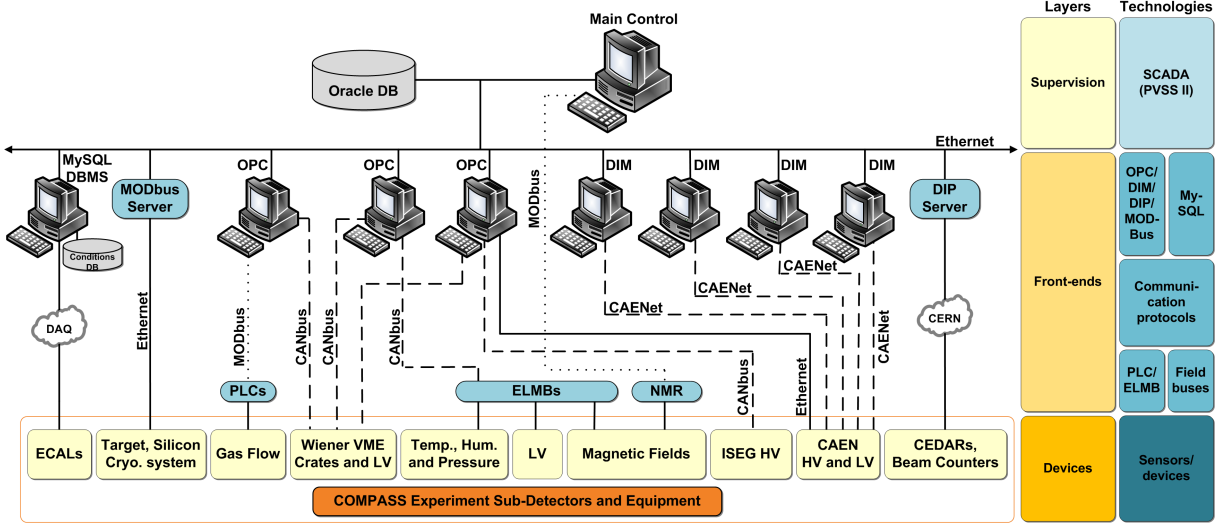 Layers
Technologies
Main Control
Oracle DB
Supervision
SCADA
(PVSS II)
Ethernet
MySQL
DBMS
MODbus
Server
OPC
OPC
OPC
MODbus
DIM
DIM
DIM
DIM
DIP
Server
OPC/
DIM/
DIP/
MOD-
Bus
My-
SQL
Conditions
DB
DAQ
Ethernet
MODbus
CANbus
CANbus
CANbus
CAENet
CAENet
CAENet
CANbus
Ethernet
CAENet
CERN
Front-ends
Communi-
cation
protocols
PLCs
ELMBs
NMR
PLC/
ELMB
Field
buses
ECALs
Target, Silicon
Cryo. system
Gas Flow
Wiener VME
Crates and LV
Temp., Hum.
and Pressure
LV
Magnetic Fields
ISEG HV
CAEN
HV and LV
CEDARs,
Beam Counters
Devices
Sensors/
devices
COMPASS Experiment Sub-Detectors and Equipment